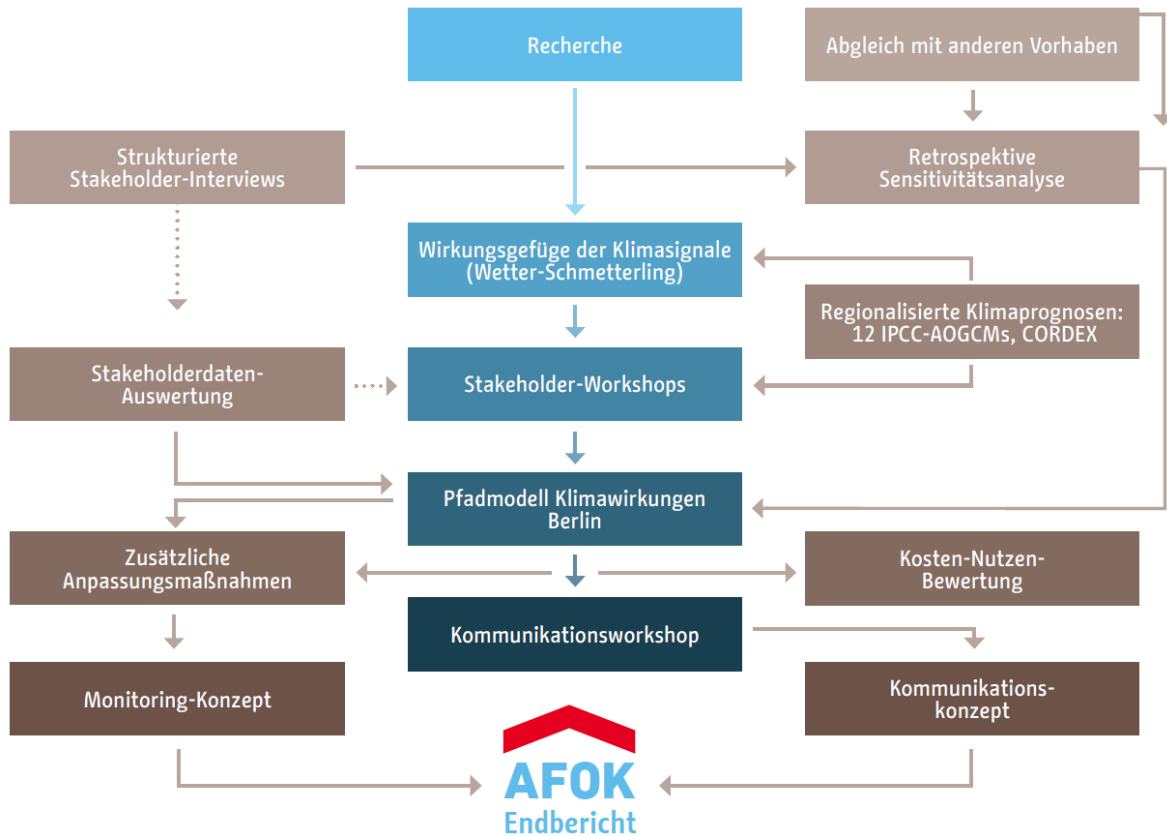 Recherche
Abgleich mit anderen Vorhaben
Strukturierte
Stakeholder-Interviews
Retrospektive
Sensitivitätsanalyse
Wirkungsgefüge der Klimasignale
(Wetter-Schmetterling)
Regionalisierte Klimaprognosen:
12 IPCC-AOGCMs, CORDEX
Stakeholderdaten-
Auswertung
Stakeholder-Workshops
Pfadmodell Klimawirkungen
Berlin
Zusätzliche
Anpassungsmaßnahmen
Kosten-Nutzen-
Bewertung
Kommunikationsworkshop
Monitoring-Konzept
Kommunikations-
konzept
AFOK
Endbericht